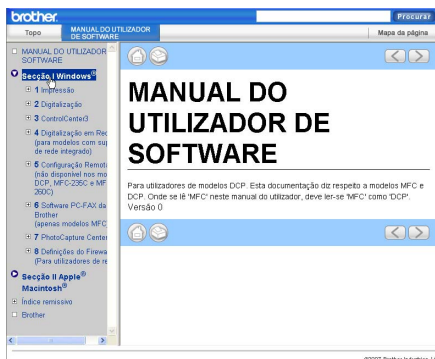 brother.
Procurar
Topo
MANUAL DO UTILIZADOR
DE SOFTWARE
Mapa da página
MANUAL DO UTILIZADOR
SOFTWARE
Secção I Windows®
1 Impressão
2 Digitalização
3 ControlCenter3
4 Digitalização em Rec
(para modelos com sup
de rede integrado)
5 Configuração Remota
(não disponível nos mo
DCP, MFC-235C e MF
260C)
6 Software PC-FAX da
Brother
(apenas modelos MFC
7 PhotoCapture Center
8 Definições do Firewa
(Para utilizadores de re
Secção II Apple®
Macintosh®
Índice remissivo
Brother
MANUAL DO
UTILIZADOR DE
SOFTWARE
Para utilizadores de modelos DCP. Esta documentação diz respeito a modelos MFC e
DCP. Onde se lê 'MFC' neste manual do utilizador, deve ler-se 'MFC' como 'DCP'.
Versão 0